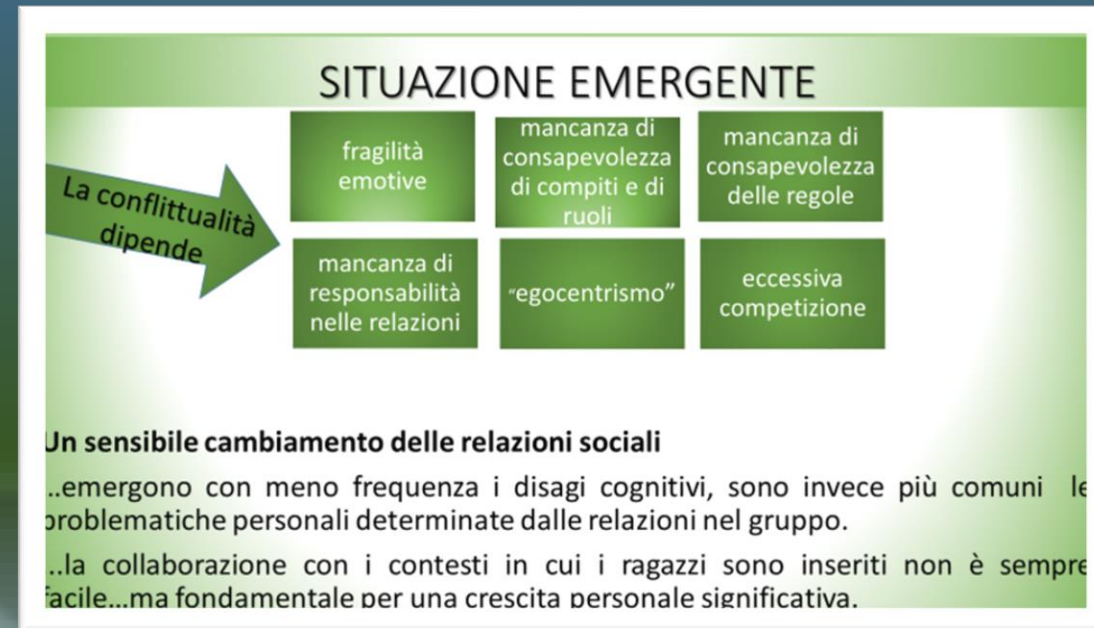 SITUAZIONE EMERGENTE
La conflittualità
dipende
fragilità
emotive
mancanza di
consapevolezza
di compiti e di
ruoli
mancanza di
consapevolezza
delle regole
mancanza di
responsabilità
nelle relazioni
“egocentrismo”
eccessiva
competizione
Un sensibile cambiamento delle relazioni sociali
..emergono con meno frequenza i disagi cognitivi, sono invece più comuni le
problematiche personali determinate dalle relazioni nel gruppo.
..la collaborazione con i contesti in cui i ragazzi sono inseriti non è sempre
facile...ma fondamentale per una crescita personale significativa.